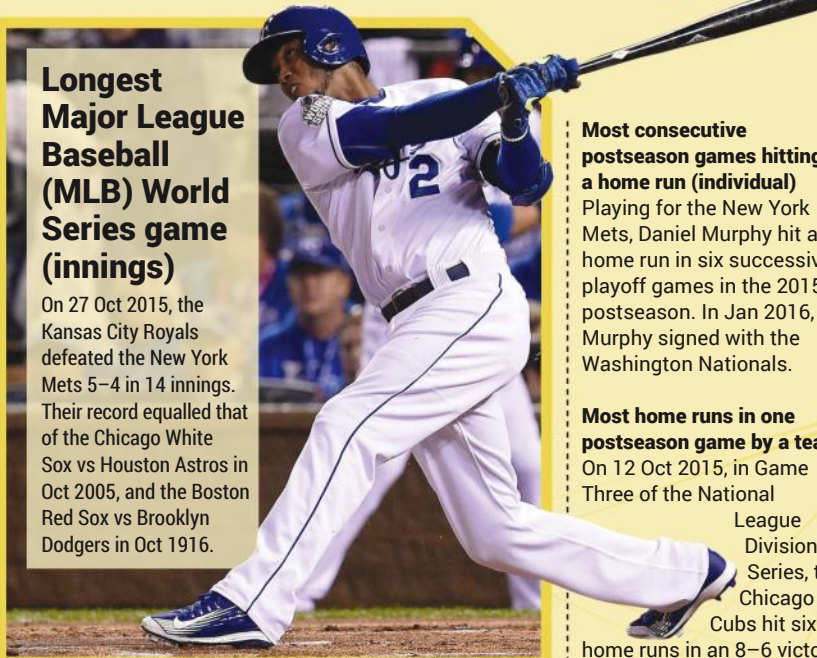 Longest
Major League
Baseball
(MLB) World
Series game
(innings)
On 27 Oct 2015, the
Kansas City Royals
defeated the New York
Mets 5–4 in 14 innings.
Their record equalled that
of the Chicago White
Sox vs Houston Astros in
Oct 2005, and the Boston
Red Sox vs Brooklyn
Dodgers in Oct 1916.
2
Most consecutive
postseason games hitting
a home run (individual)
Playing for the New York
Mets, Daniel Murphy hit a
home run in six successiv
playoff games in the 2015
postseason. In Jan 2016,
Murphy signed with the
Washington Nationals.
Most home runs in one
postseason game by a tea
On 12 Oct 2015, in Game
Three of the National
League
Division
Series, t
Chicago
Cubs hit six
home runs in an 8–6 victo